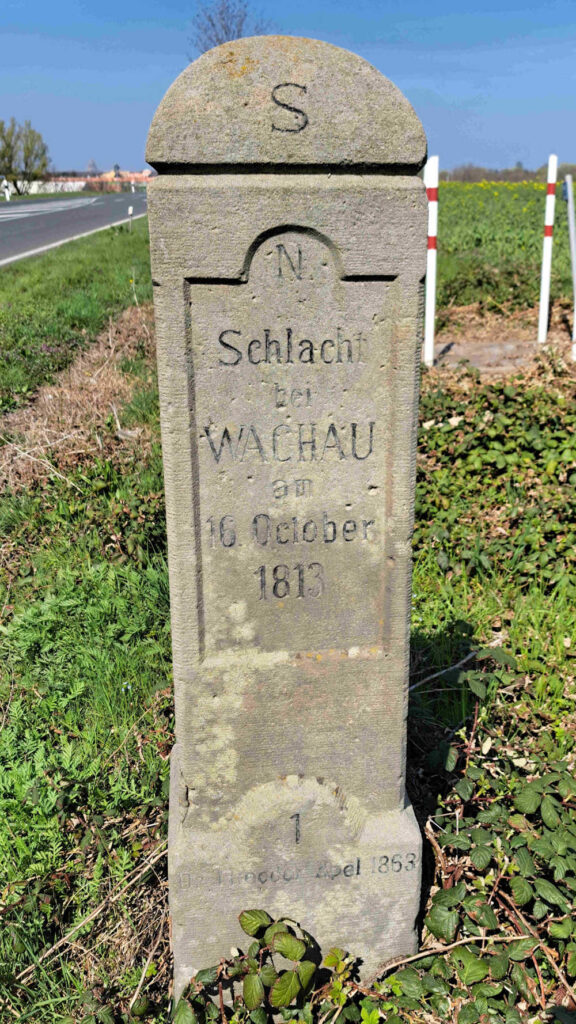 S
N.
Schlacht
bei
WACHAU
am
16. October
1813
1
Apel 1863